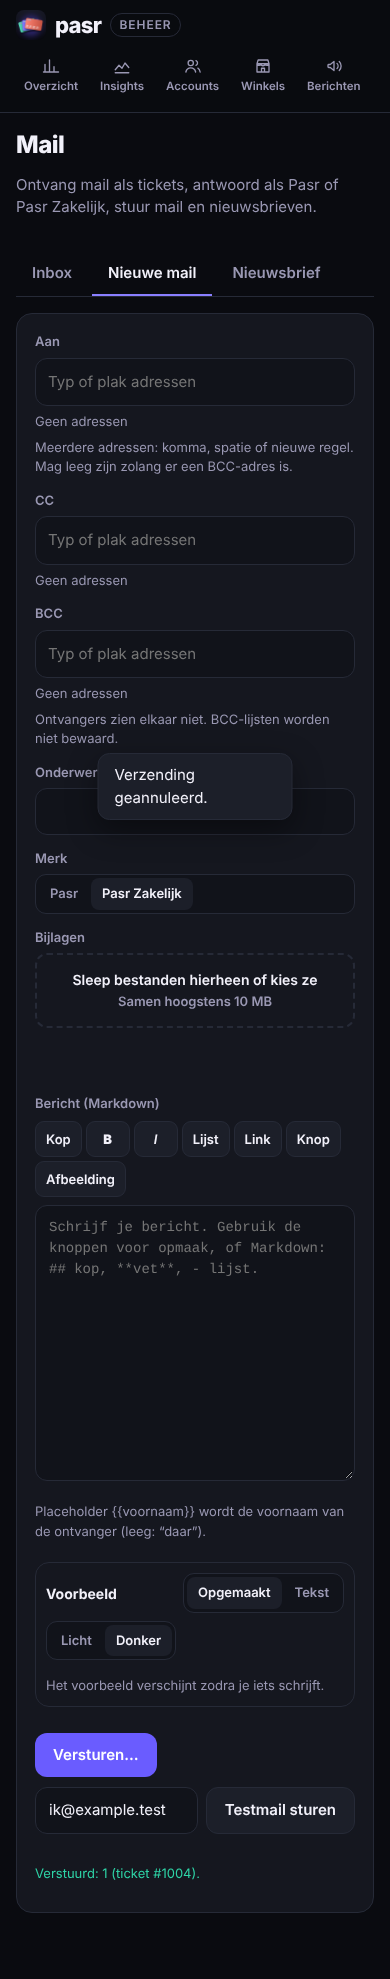 pasr BEHEER
Overzicht Insights Accounts Winkels Berichten
Mail
Ontvang mail als tickets, antwoord als Pasr of
Pasr Zakelijk, stuur mail en nieuwsbrieven.
Inbox Nieuwe mail Nieuwsbrief
Aan
Typ of plak adressen
Geen adressen
Meerdere adressen: komma, spatie of nieuwe regel.
Mag leeg zijn zolang er een BCC-adres is.
CC
Typ of plak adressen
Geen adressen
BCC
Typ of plak adressen
Geen adressen
Ontvangers zien elkaar niet. BCC-lijsten worden
niet bewaard.
Onderwer
Verzending
geannuleerd.
Merk
Pasr Pasr Zakelijk
Bijlagen
Sleep bestanden hierheen of kies ze
Samen hoogstens 10 MB
Bericht (Markdown)
Kop B I Lijst Link Knop
Afbeelding
Schrijf je bericht. Gebruik de
knoppen voor opmaak, of Markdown:
## kop, **vet**, - lijst.
Placeholder {{voornaam}} wordt de voornaam van
de ontvanger (leeg: “daar”).
Voorbeeld Opgemaakt Tekst
Licht Donker
Het voorbeeld verschijnt zodra je iets schrijft.
Versturen…
ik@example.test Testmail sturen
Verstuurd: 1 (ticket #1004).